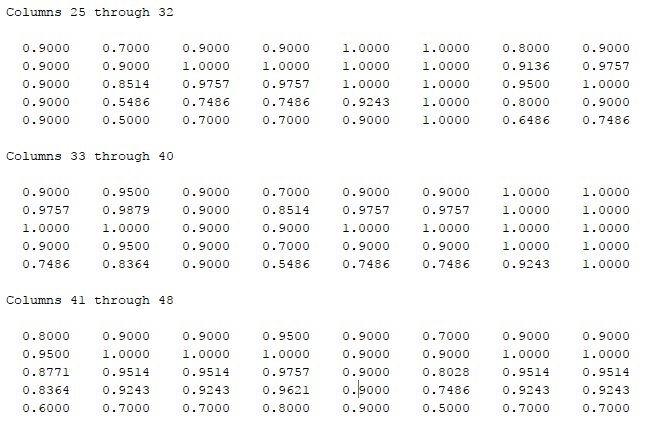 Columns 25 through 32
0.9000 0.7000 0.9000 0.9000 1.0000 1.0000 0.8000 0.9000
0.9000 0.9000 1.0000 1.0000 1.0000 1.0000 0.9136 0.9757
0.9000 0.8514 0.9757 0.9757 1.0000 1.0000 0.9500 1.0000
0.9000 0.5486 0.7486 0.7486 0.9243 1.0000 0.8000 0.9000
0.9000 0.5000 0.7000 0.7000 0.9000 1.0000 0.6486 0.7486
Columns 33 through 40
0.9000 0.9500 0.9000 0.7000 0.9000 0.9000 1.0000 1.0000
0.9757 0.9879 0.9000 0.8514 0.9757 0.9757 1.0000 1.0000
1.0000 1.0000 0.9000 0.9000 1.0000 1.0000 1.0000 1.0000
0.9000 0.9500 0.9000 0.7000 0.9000 0.9000 1.0000 1.0000
0.7486 0.8364 0.9000 0.5486 0.7486 0.7486 0.9243 1.0000
Columns 41 through 48
0.8000 0.9000 0.9000 0.9500 0.9000 0.7000 0.9000 0.9000
0.9500 1.0000 1.0000 1.0000 0.9000 0.9000 1.0000 1.0000
0.8771 0.9514 0.9514 0.9757 0.9000 0.8028 0.9514 0.9514
0.8364 0.9243 0.9243 0.9621 0.9000 0.7486 0.9243 0.9243
0.6000 0.7000 0.7000 0.8000 0.9000 0.5000 0.7000 0.7000